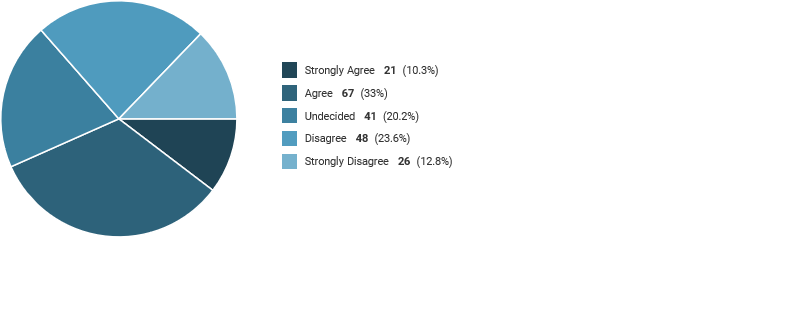 Strongly Agree 21 (10.3%)
Agree 67 (33%)
Undecided 41 (20.2%)
Disagree 48 (23.6%)
Strongly Disagree 26 (12.8%)